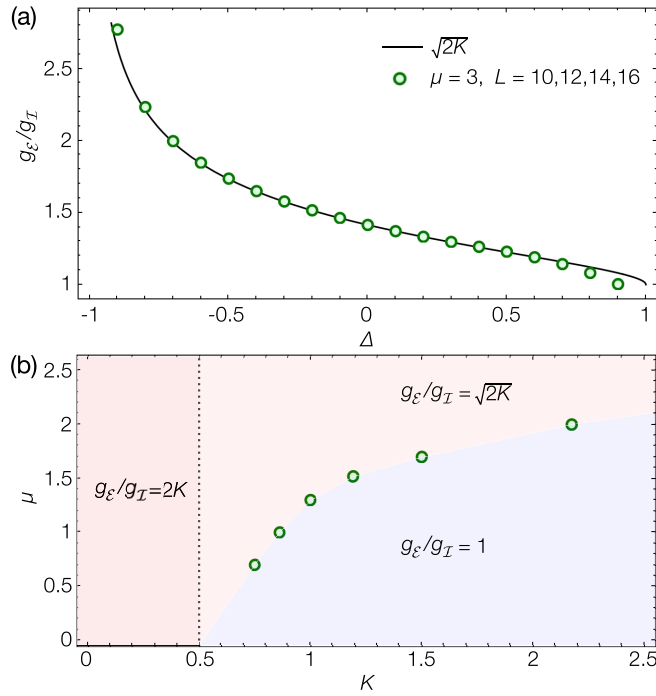 (a)
√2K
μ = 3, L = 10,12,14,16
g_ℰ/g_ℐ
2.5
2
1.5
1
-1
-0.5
0
0.5
1
Δ
(b)
g_ℰ/g_ℐ=√2K
g_ℰ/g_ℐ=2K
g_ℰ/g_ℐ = 1
μ
2.5
2
1.5
1
0.5
0
0
0.5
1
1.5
2
2.5
K